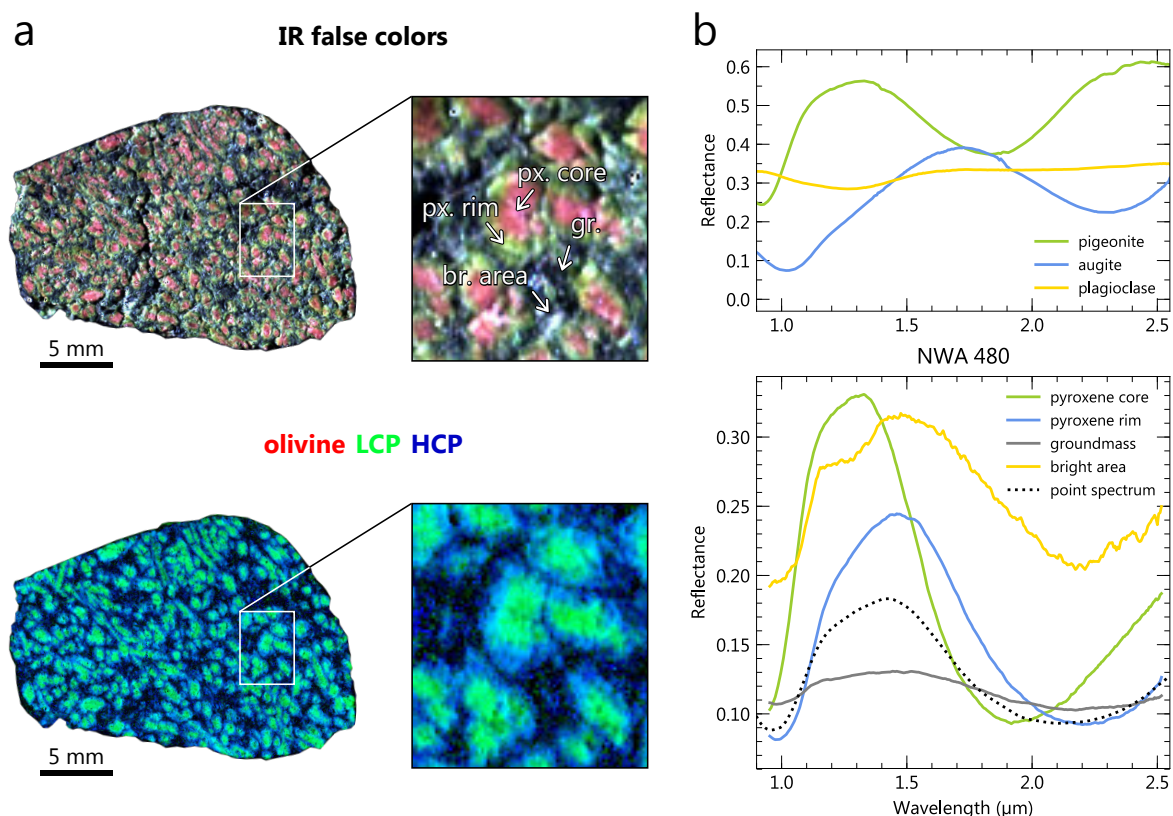 a
IR false colors
px. core
px. rim
gr.
br. area
5 mm
olivine LCP HCP
5 mm
b
0.6
0.5
0.4
0.3
0.2
0.1
0.0
Reflectance
pigeonite
augite
plagioclase
1.0 1.5 2.0 2.5
NWA 480
0.30
0.25
0.20
0.15
0.10
Reflectance
pyroxene core
pyroxene rim
groundmass
bright area
point spectrum
1.0 1.5 2.0 2.5
Wavelength (μm)